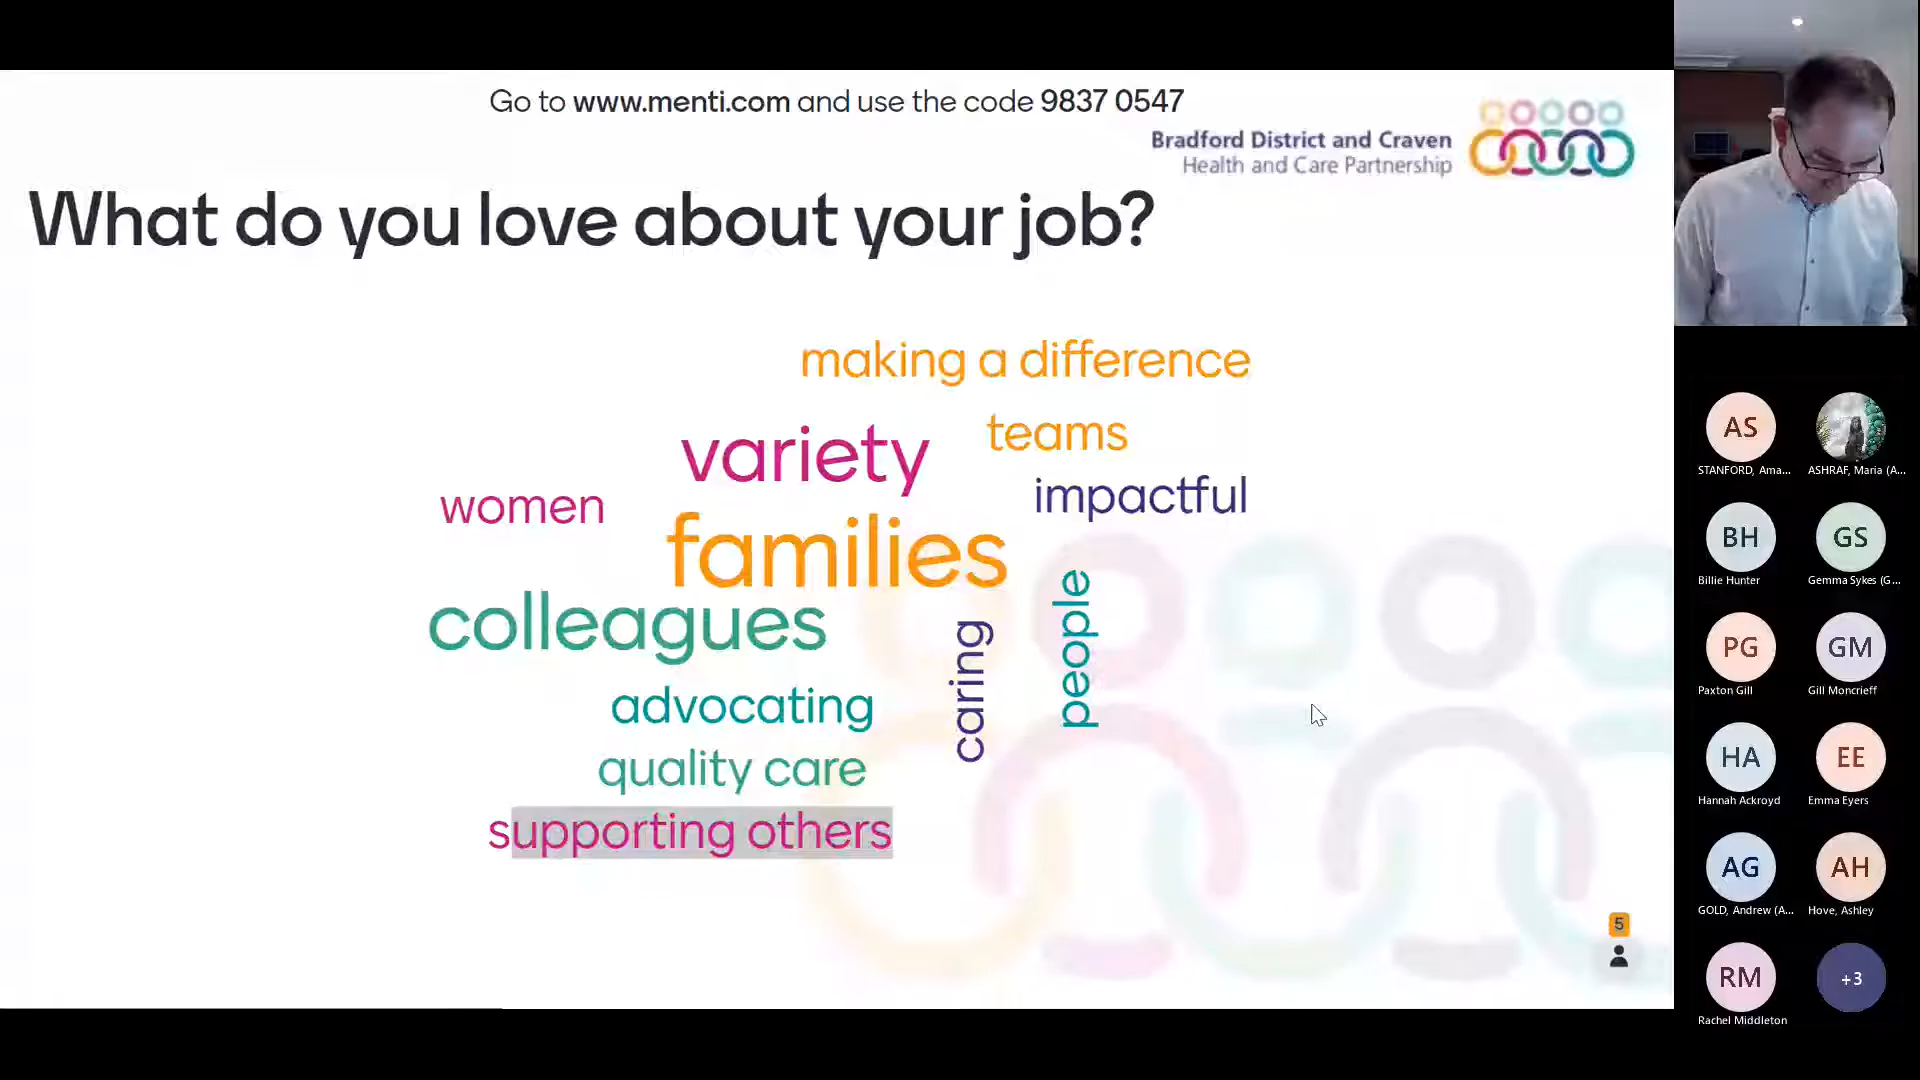 Go to www.menti.com and use the code 9837 0547
Bradford District and Craven
Health and Care Partnership
What do you love about your job?
making a difference
teams
variety
impactful
women
families
colleagues
people
caring
advocating
quality care
supporting others
5
AS
STANFORD, Ama...
ASHRAF, Maria (A...
BH
Billie Hunter
GS
Gemma Sykes (G...
PG
Paxton Gill
GM
Gill Moncrieff
HA
Hannah Ackroyd
EE
Emma Eyers
AG
GOLD, Andrew (A...
AH
Hove, Ashley
RM
Rachel Middleton
+3